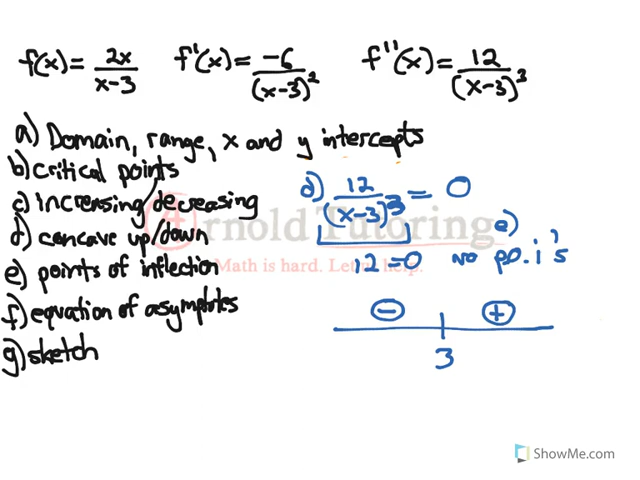 f(x) = 2x/(x-3)   f'(x) = -6/(x-3)²   f''(x) = 12/(x-3)³
a) Domain, range, x and y intercepts
b) critical points
c) increasing/decreasing
d) concave up/down
e) points of inflection
f) equation of asymptotes
g) sketch
d) 12/(x-3)³ = 0
12 = 0
e)
no p.o.i's
- +
3
Arnold Tutoring
Math is hard. Let us help.
ShowMe.com